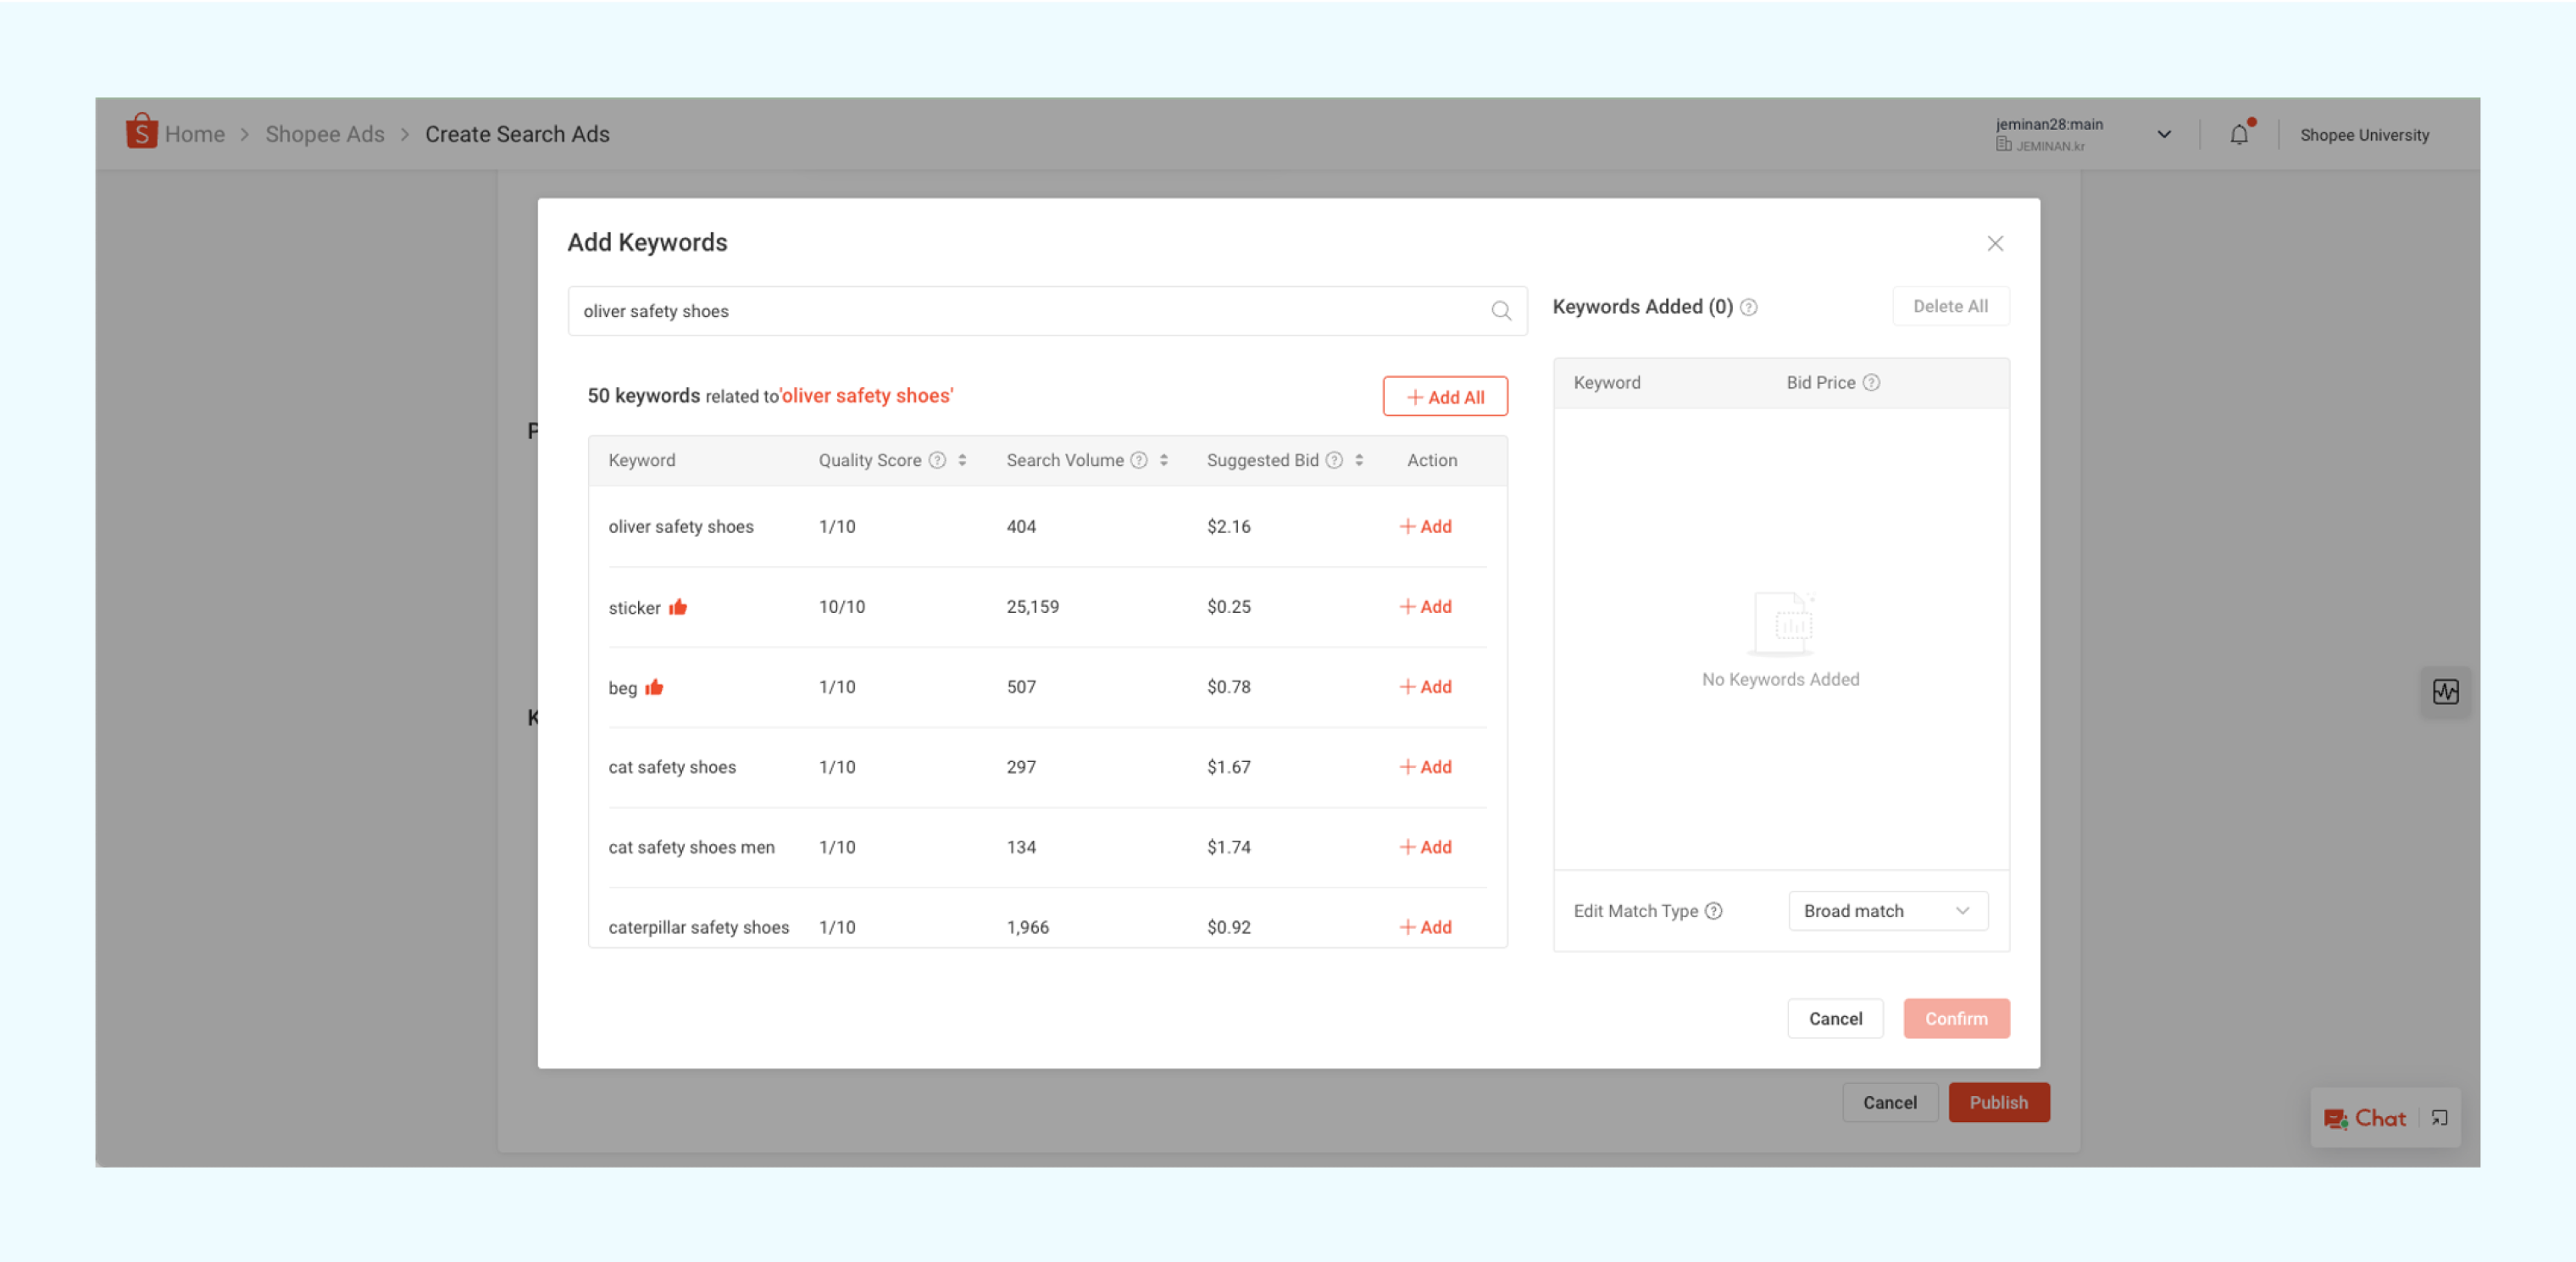 S Home > Shopee Ads > Create Search Ads
jeminan28:main
JEMINAN.kr
Shopee University
Add Keywords
oliver safety shoes
50 keywords related to'oliver safety shoes'
+ Add All
Keyword Quality Score ? Search Volume ? Suggested Bid ? Action
oliver safety shoes 1/10 404 $2.16 + Add
sticker 10/10 25,159 $0.25 + Add
beg 1/10 507 $0.78 + Add
cat safety shoes 1/10 297 $1.67 + Add
cat safety shoes men 1/10 134 $1.74 + Add
caterpillar safety shoes 1/10 1,966 $0.92 + Add
Keywords Added (0) ?
Delete All
Keyword Bid Price ?
No Keywords Added
Edit Match Type ? Broad match
Cancel Confirm
P
K
Cancel Publish
Chat